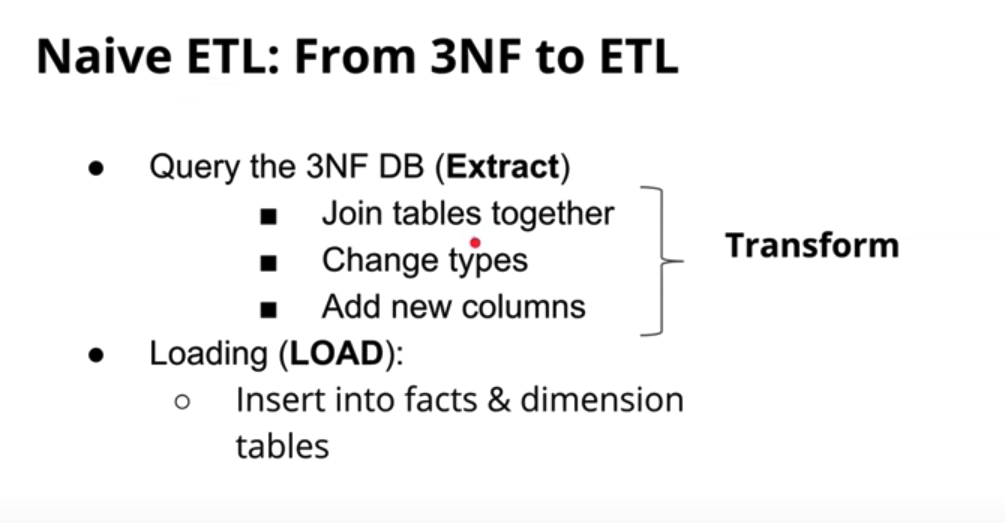 Naive ETL: From 3NF to ETL
● Query the 3NF DB (Extract)
■ Join tables together
■ Change types
■ Add new columns
Transform
● Loading (LOAD):
○ Insert into facts & dimension
tables